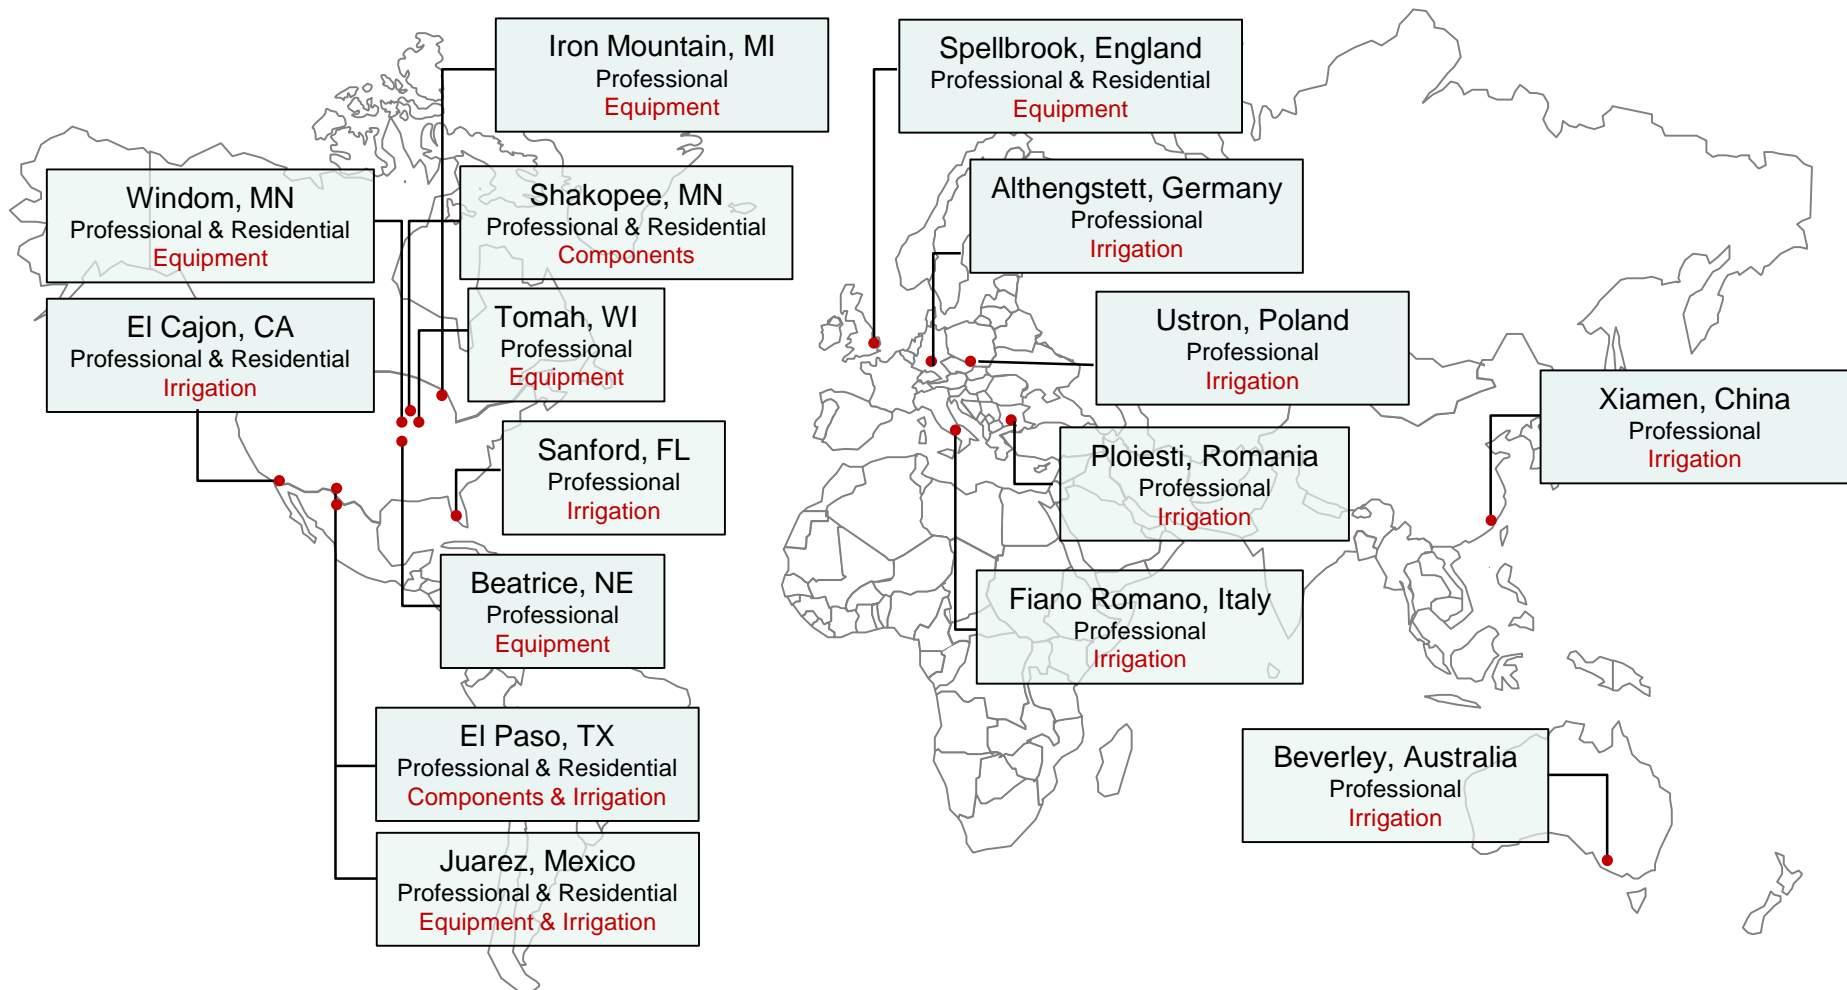 Iron Mountain, MI
Professional
Equipment
Spellbrook, England
Professional & Residential
Equipment
Windom, MN
Professional & Residential
Equipment
Shakopee, MN
Professional & Residential
Components
Althengstett, Germany
Professional
Irrigation
El Cajon, CA
Professional & Residential
Irrigation
Tomah, WI
Professional
Equipment
Ustron, Poland
Professional
Irrigation
Xiamen, China
Professional
Irrigation
Sanford, FL
Professional
Irrigation
Ploiesti, Romania
Professional
Irrigation
Beatrice, NE
Professional
Equipment
Fiano Romano, Italy
Professional
Irrigation
El Paso, TX
Professional & Residential
Components & Irrigation
Beverley, Australia
Professional
Irrigation
Juarez, Mexico
Professional & Residential
Equipment & Irrigation